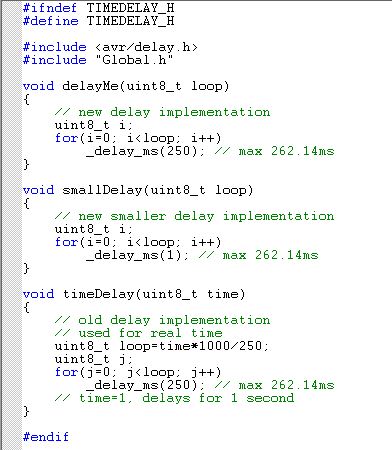 #ifndef TIMEDELAY_H
#define TIMEDELAY_H

#include <avr/delay.h>
#include "Global.h"

void delayMe(uint8_t loop)
{
    // new delay implementation
    uint8_t i;
    for(i=0; i<loop; i++)
        _delay_ms(250); // max 262.14ms
}

void smallDelay(uint8_t loop)
{
    // new smaller delay implementation
    uint8_t i;
    for(i=0; i<loop; i++)
        _delay_ms(1); // max 262.14ms
}

void timeDelay(uint8_t time)
{
    // old delay implementation
    // used for real time
    uint8_t loop=time*1000/250;
    uint8_t j;
    for(j=0; j<loop; j++)
        _delay_ms(250); // max 262.14ms
    // time=1, delays for 1 second
}

#endif